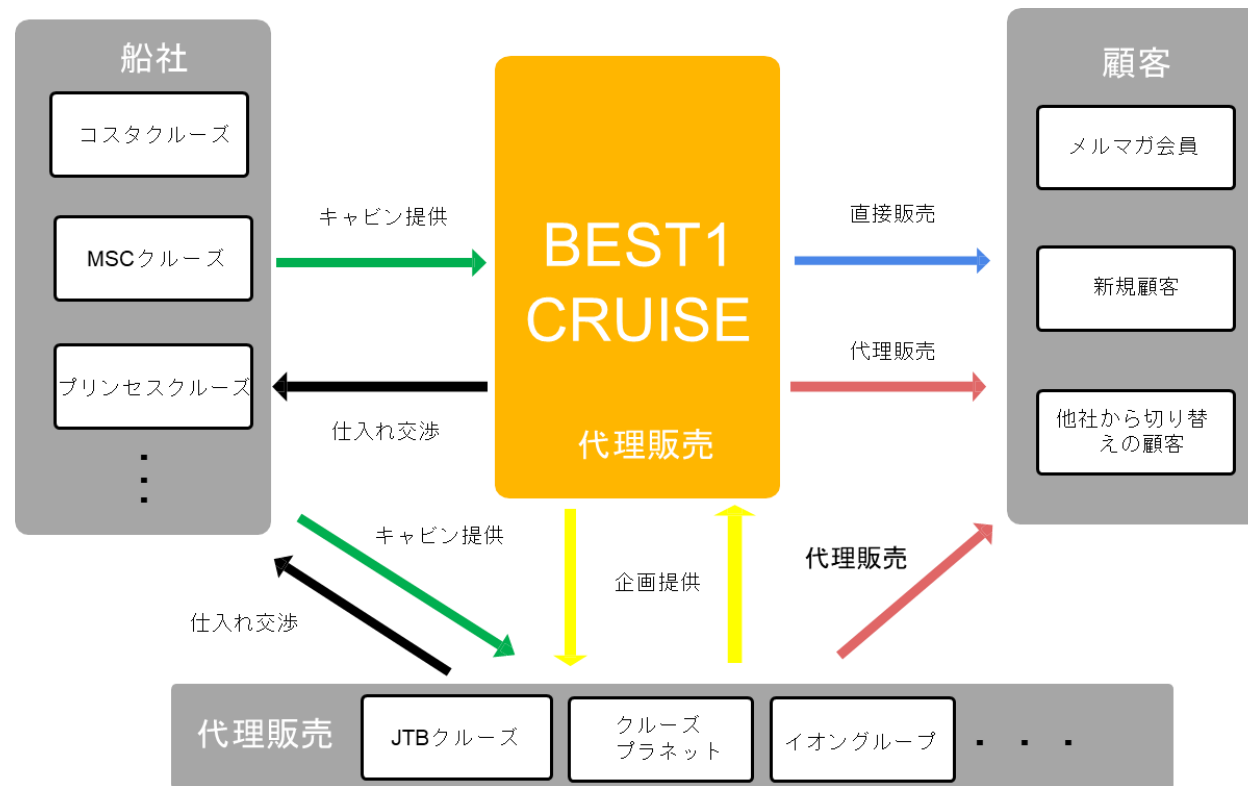 船社
コスタクルーズ
MSCクルーズ
プリンセスクルーズ
キャビン提供
仕入れ交渉
BEST1
CRUISE
代理販売
直接販売
代理販売
顧客
メルマガ会員
新規顧客
他社から切り替
えの顧客
キャビン提供
仕入れ交渉
企画提供
代理販売
代理販売
JTBクルーズ
クルーズ
プラネット
イオングループ
・・・